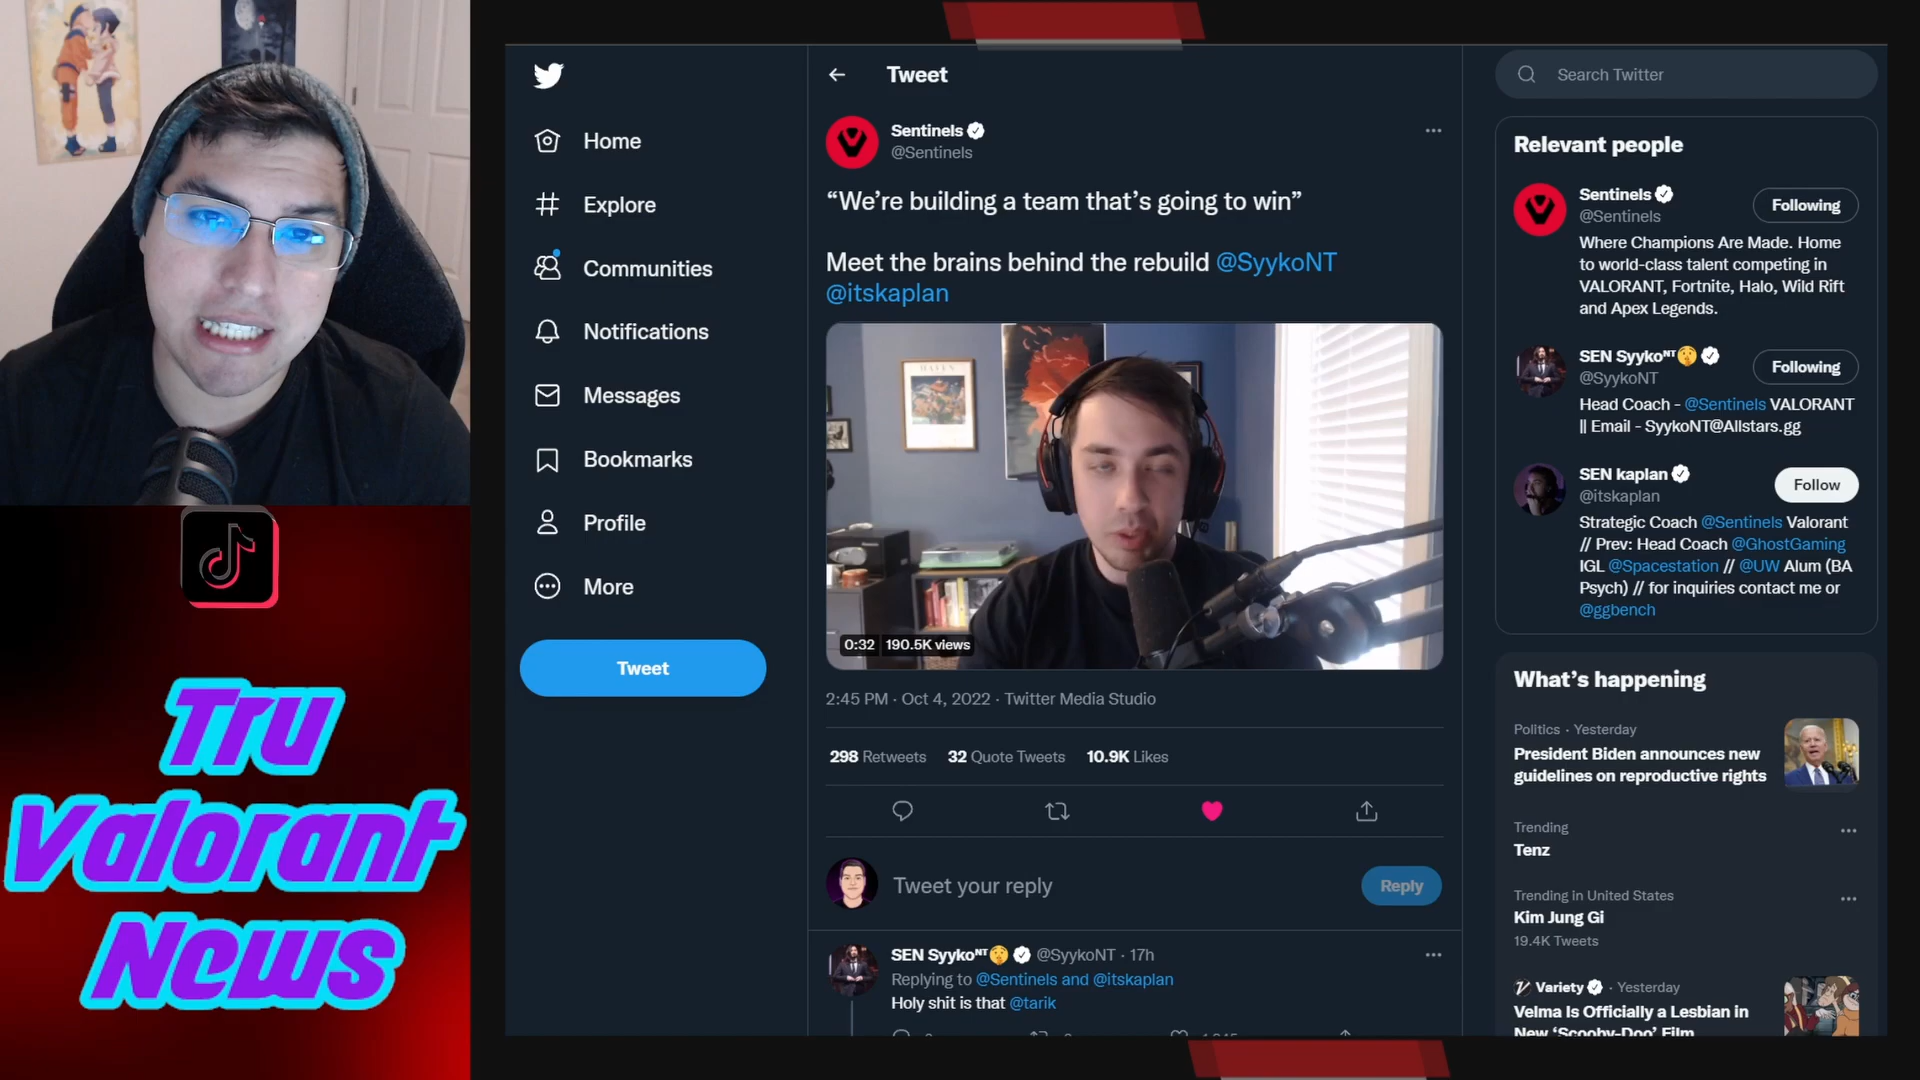 Tru
Valorant
News
Home
Explore
Communities
Notifications
Messages
Bookmarks
Profile
More
Tweet
Tweet
Sentinels
@Sentinels
“We’re building a team that’s going to win”
Meet the brains behind the rebuild @SyykoNT
@itskaplan
0:32 190.5K views
2:45 PM · Oct 4, 2022 · Twitter Media Studio
298 Retweets 32 Quote Tweets 10.9K Likes
Tweet your reply
Reply
SEN Syykoᴺᵀ🤫 @SyykoNT · 17h
Replying to @Sentinels and @itskaplan
Holy shit is that @tarik
Search Twitter
Relevant people
Sentinels
@Sentinels
Following
Where Champions Are Made. Home
to world-class talent competing in
VALORANT, Fortnite, Halo, Wild Rift
and Apex Legends.
SEN Syykoᴺᵀ🤫
@SyykoNT
Following
Head Coach - @Sentinels VALORANT
|| Email - SyykoNT@Allstars.gg
SEN kaplan
@itskaplan
Follow
Strategic Coach @Sentinels Valorant
// Prev: Head Coach @GhostGaming
IGL @Spacestation // @UW Alum (BA
Psych) // for inquiries contact me or
@ggbench
What’s happening
Politics · Yesterday
President Biden announces new
guidelines on reproductive rights
Trending
Tenz
Trending in United States
Kim Jung Gi
19.4K Tweets
Variety · Yesterday
Velma Is Officially a Lesbian in
New ‘Scooby-Doo’ Film